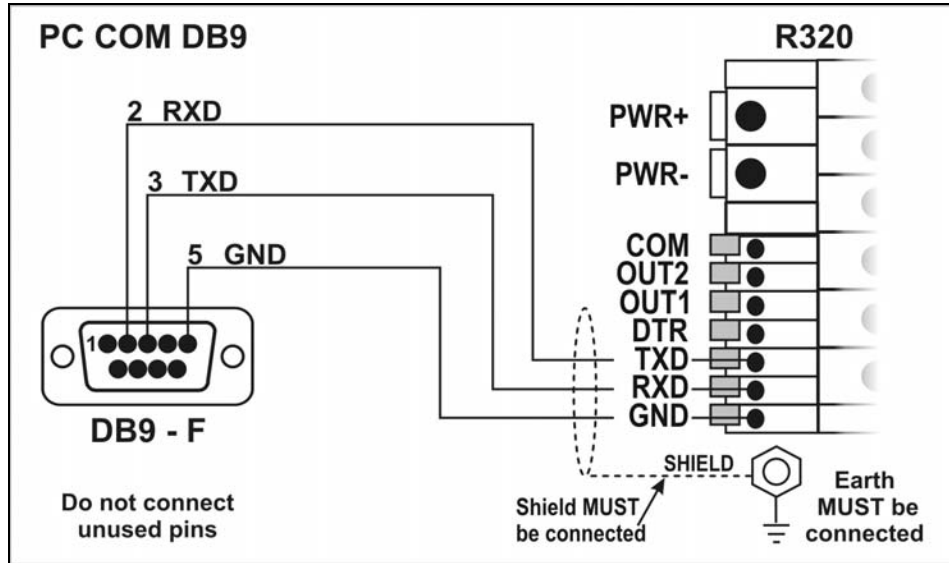 PC COM DB9
R320
2 RXD
3 TXD
5 GND
1
DB9 - F
Do not connect
unused pins
PWR+
PWR-
COM
OUT2
OUT1
DTR
TXD
RXD
GND
SHIELD
Shield MUST
be connected
Earth
MUST be
connected